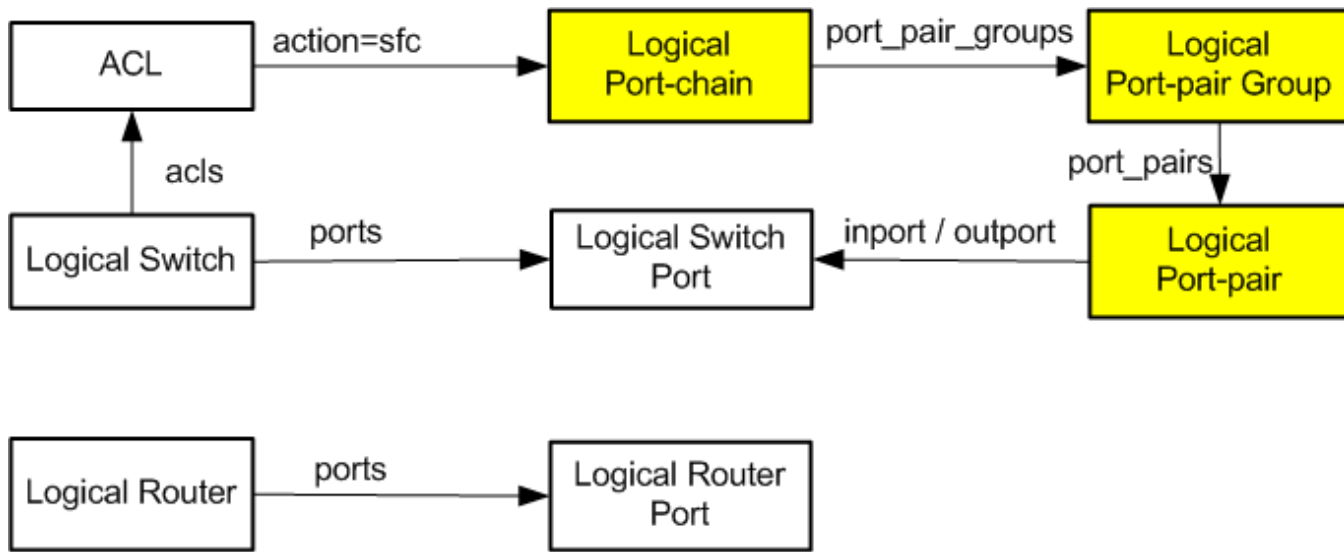 ACL
action=sfc
Logical
Port-chain
port_pair_groups
Logical
Port-pair Group
acls
port_pairs
Logical Switch
ports
Logical Switch
Port
inport / outport
Logical
Port-pair
Logical Router
ports
Logical Router
Port